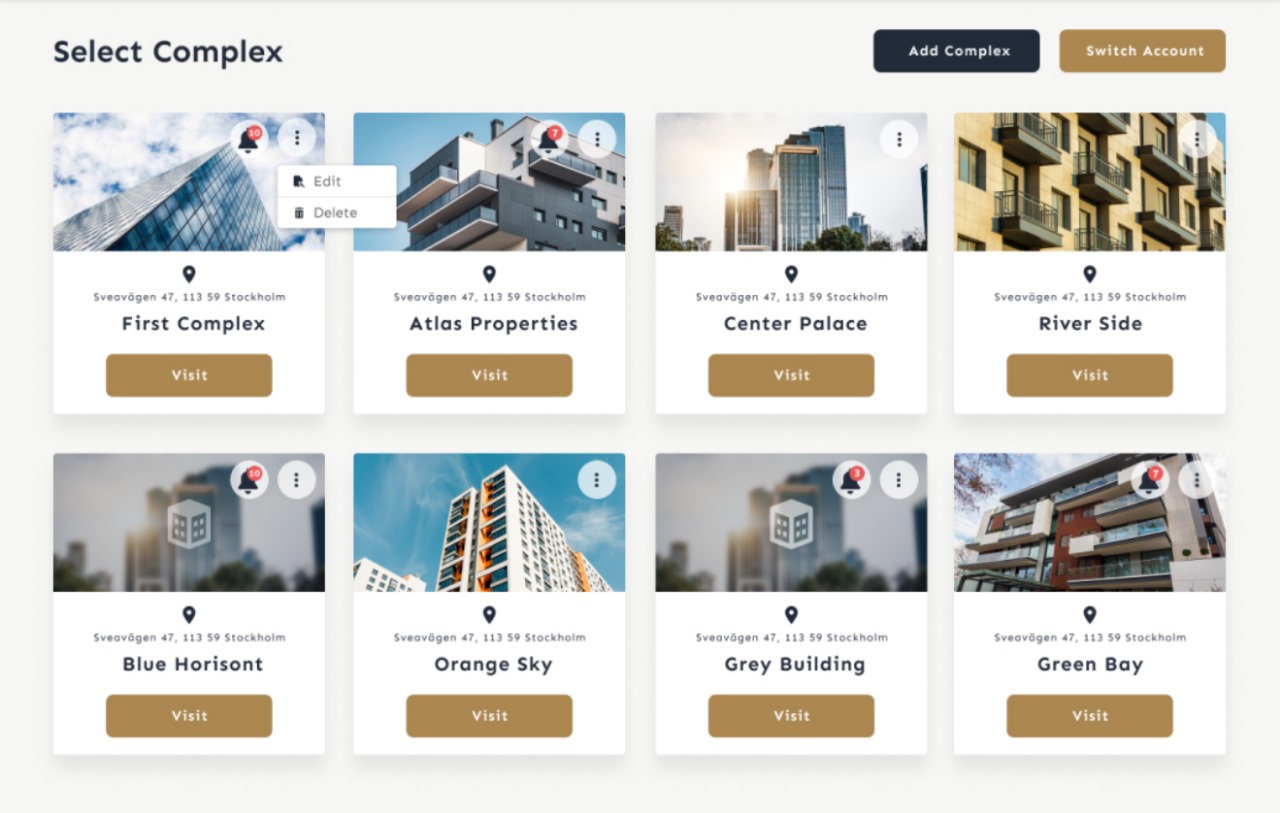 Select Complex
Add Complex
Switch Account
10
7
Edit
Delete
Sveavägen 47, 113 59 Stockholm
First Complex
Visit
Sveavägen 47, 113 59 Stockholm
Atlas Properties
Visit
Sveavägen 47, 113 59 Stockholm
Center Palace
Visit
Sveavägen 47, 113 59 Stockholm
River Side
Visit
10
Sveavägen 47, 113 59 Stockholm
Blue Horisont
Visit
Sveavägen 47, 113 59 Stockholm
Orange Sky
Visit
3
Sveavägen 47, 113 59 Stockholm
Grey Building
Visit
7
Sveavägen 47, 113 59 Stockholm
Green Bay
Visit